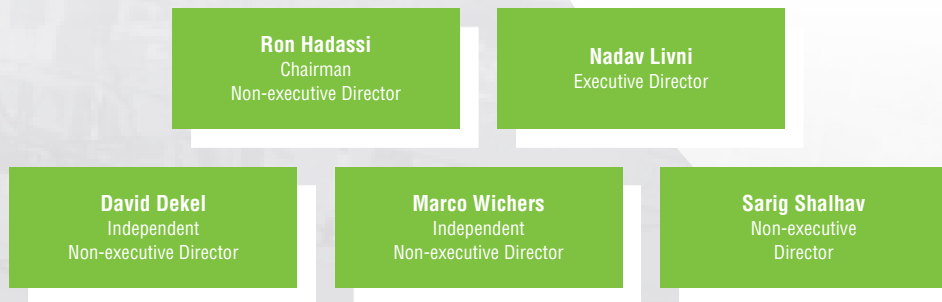 Ron Hadassi
Chairman
Non-executive Director
Nadav Livni
Executive Director
David Dekel
Independent
Non-executive Director
Marco Wichers
Independent
Non-executive Director
Sarig Shalhav
Non-executive
Director